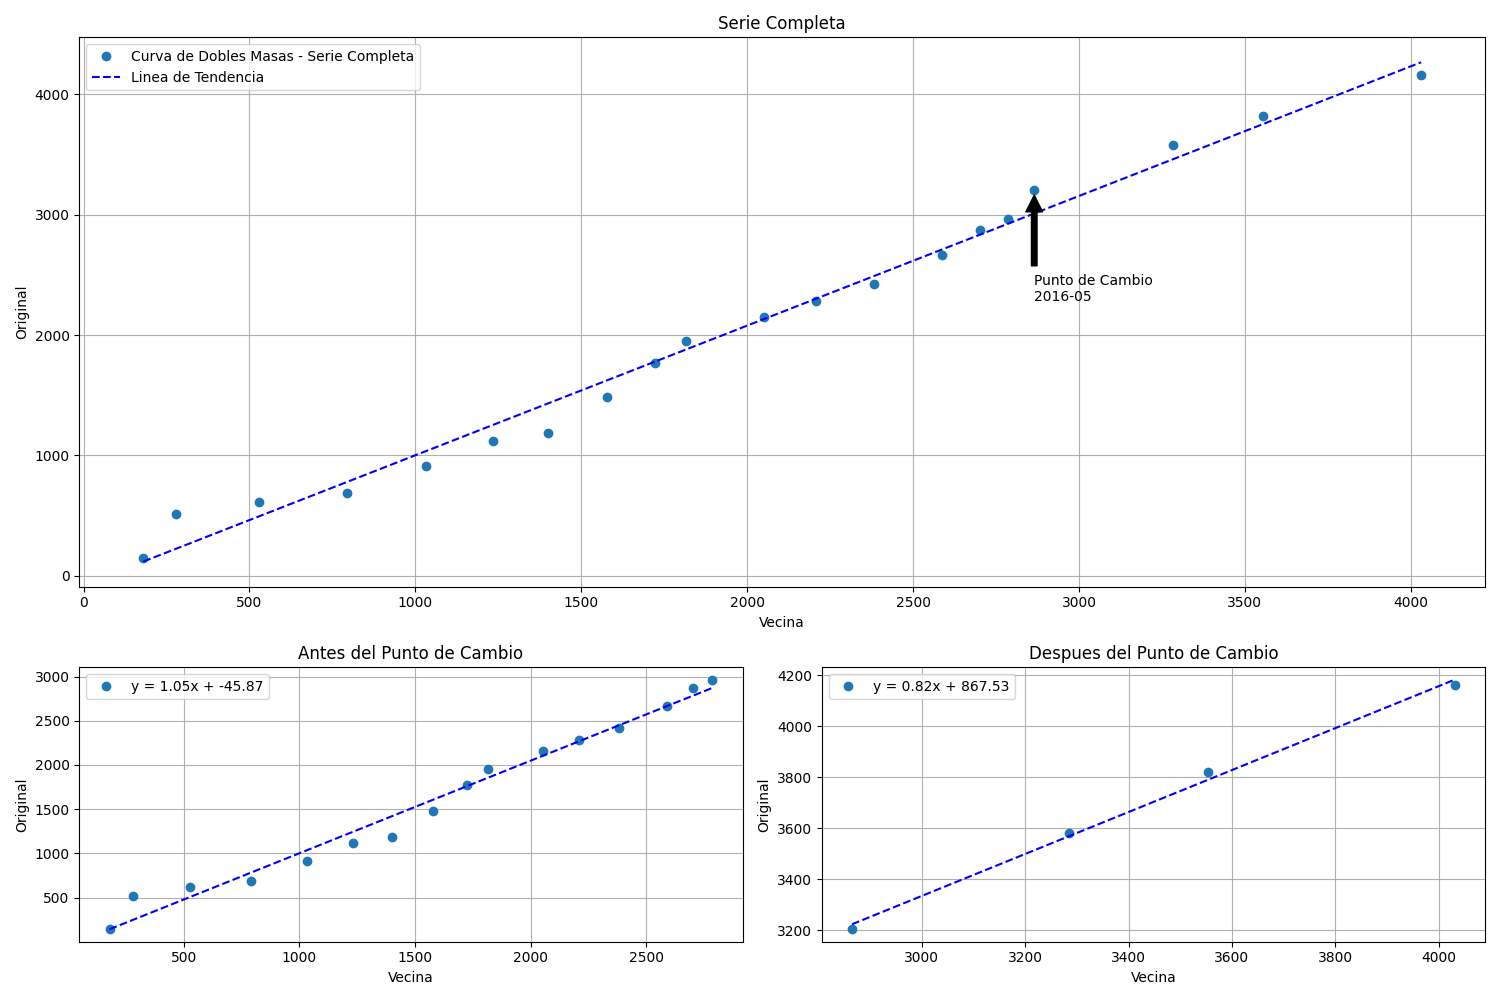 Serie Completa
Curva de Dobles Masas - Serie Completa
Linea de Tendencia
4000
3000
2000
1000
0
Original
Punto de Cambio
2016-05
0 500 1000 1500 2000 2500 3000 3500 4000
Vecina
Antes del Punto de Cambio
y = 1.05x + -45.87
3000
2500
2000
1500
1000
500
Original
500 1000 1500 2000 2500
Vecina
Despues del Punto de Cambio
y = 0.82x + 867.53
4200
4000
3800
3600
3400
3200
Original
3000 3200 3400 3600 3800 4000
Vecina